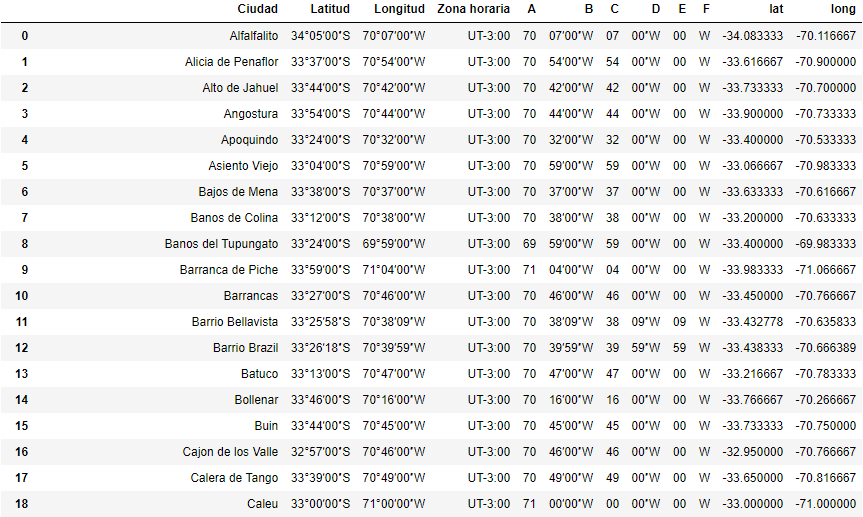 Ciudad Latitud Longitud Zona horaria A B C D E F lat long
0 Alfalfalito 34°05'00"S 70°07'00"W UT-3:00 70 07'00"W 07 00"W 00 W -34.083333 -70.116667
1 Alicia de Penaflor 33°37'00"S 70°54'00"W UT-3:00 70 54'00"W 54 00"W 00 W -33.616667 -70.900000
2 Alto de Jahuel 33°44'00"S 70°42'00"W UT-3:00 70 42'00"W 42 00"W 00 W -33.733333 -70.700000
3 Angostura 33°54'00"S 70°44'00"W UT-3:00 70 44'00"W 44 00"W 00 W -33.900000 -70.733333
4 Apoquindo 33°24'00"S 70°32'00"W UT-3:00 70 32'00"W 32 00"W 00 W -33.400000 -70.533333
5 Asiento Viejo 33°04'00"S 70°59'00"W UT-3:00 70 59'00"W 59 00"W 00 W -33.066667 -70.983333
6 Bajos de Mena 33°38'00"S 70°37'00"W UT-3:00 70 37'00"W 37 00"W 00 W -33.633333 -70.616667
7 Banos de Colina 33°12'00"S 70°38'00"W UT-3:00 70 38'00"W 38 00"W 00 W -33.200000 -70.633333
8 Banos del Tupungato 33°24'00"S 69°59'00"W UT-3:00 69 59'00"W 59 00"W 00 W -33.400000 -69.983333
9 Barranca de Piche 33°59'00"S 71°04'00"W UT-3:00 71 04'00"W 04 00"W 00 W -33.983333 -71.066667
10 Barrancas 33°27'00"S 70°46'00"W UT-3:00 70 46'00"W 46 00"W 00 W -33.450000 -70.766667
11 Barrio Bellavista 33°25'58"S 70°38'09"W UT-3:00 70 38'09"W 38 09"W 09 W -33.432778 -70.635833
12 Barrio Brazil 33°26'18"S 70°39'59"W UT-3:00 70 39'59"W 39 59"W 59 W -33.438333 -70.666389
13 Batuco 33°13'00"S 70°47'00"W UT-3:00 70 47'00"W 47 00"W 00 W -33.216667 -70.783333
14 Bollenar 33°46'00"S 70°16'00"W UT-3:00 70 16'00"W 16 00"W 00 W -33.766667 -70.266667
15 Buin 33°44'00"S 70°45'00"W UT-3:00 70 45'00"W 45 00"W 00 W -33.733333 -70.750000
16 Cajon de los Valle 32°57'00"S 70°46'00"W UT-3:00 70 46'00"W 46 00"W 00 W -32.950000 -70.766667
17 Calera de Tango 33°39'00"S 70°49'00"W UT-3:00 70 49'00"W 49 00"W 00 W -33.650000 -70.816667
18 Caleu 33°00'00"S 71°00'00"W UT-3:00 71 00'00"W 00 00"W 00 W -33.000000 -71.000000